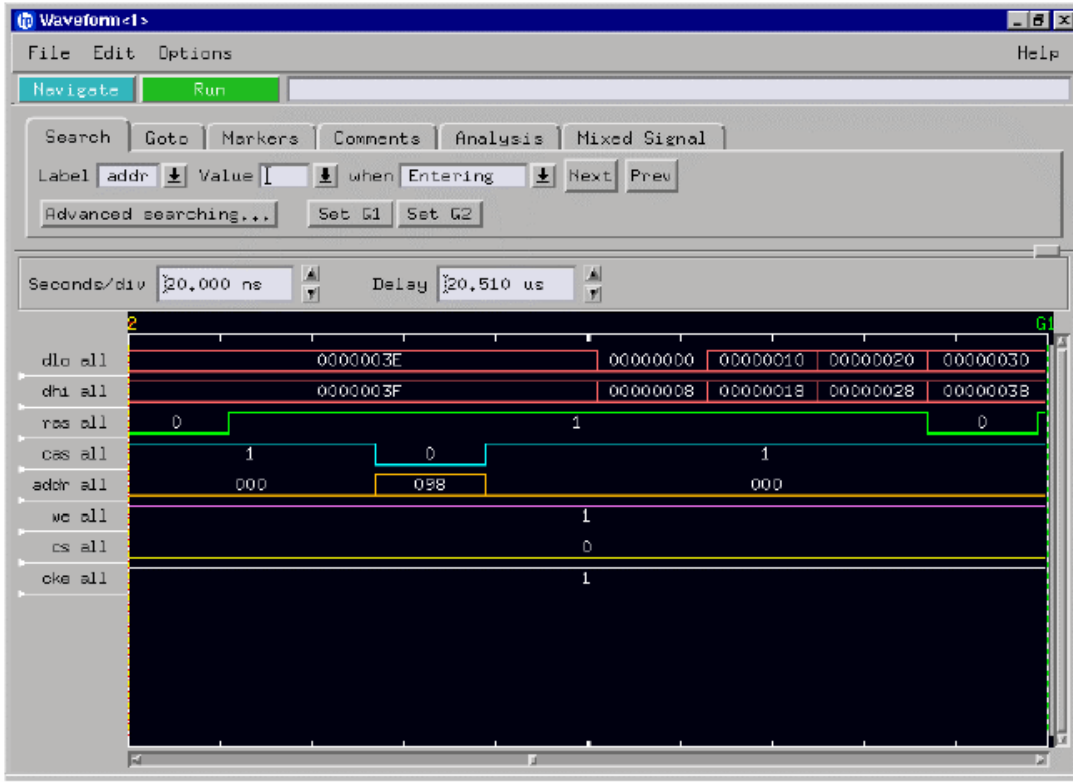 hp Waveform<1>
File Edit Options Help
Navigate Run
Search Goto Markers Comments Analysis Mixed Signal
Label addr Value when Entering Next Prev
Advanced searching... Set G1 Set G2
Seconds/div 20.000 ns Delay 20.510 us
2 G1
dlo all 0000003E 00000000 00000010 00000020 00000030
dhi all 0000003F 00000008 00000018 00000028 00000038
ras all 0 1 0
cas all 1 0 1
addr all 000 098 000
we all 1
cs all 0
cke all 1